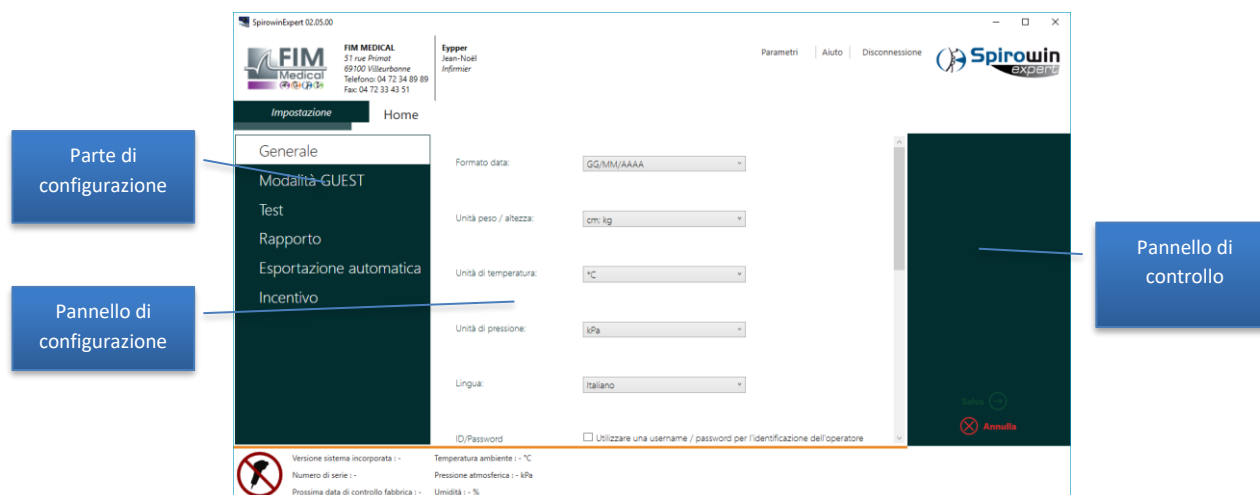 SpirowinExpert 02.05.00
FIM
Medical
FIM MEDICAL
51 rue Primat
69100 Villeurbanne
Telefono: 04 72 34 89 89
Fax: 04 72 33 43 51
Eypper
Jean-Noël
Infirmier
Parametri
Aiuto
Disconnessione
Spirowin
expert
Impostazione
Home
Parte di
configurazione
Pannello di
configurazione
Generale
Modalità GUEST
Test
Rapporto
Esportazione automatica
Incentivo
Formato data:
GG/MM/AAAA
Unità peso / altezza:
cm; kg
Unità di temperatura:
°C
Unità di pressione:
kPa
Lingua:
Italiano
ID/Password
Utilizzare una username / password per l'identificazione dell'operatore
Pannello di
controllo
Salva
Annulla
Versione sistema incorporata : -
Temperatura ambiente : - °C
Numero di serie : -
Pressione atmosferica : - kPa
Prossima data di controllo fabbrica : -
Umidità : - %